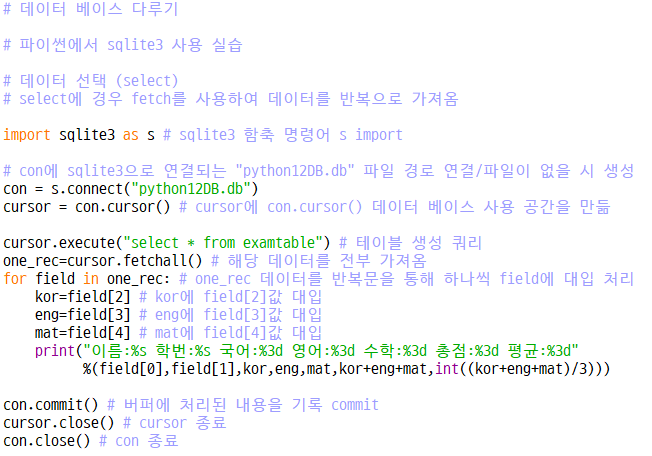 # 데이터 베이스 다루기
# 파이썬에서 sqlite3 사용 실습
# 데이터 선택 (select)
# select에 경우 fetch를 사용하여 데이터를 반복으로 가져옴
import sqlite3 as s # sqlite3 함축 명령어 s import
# con에 sqlite3으로 연결되는 "python12DB.db" 파일 경로 연결/파일이 없을 시 생성
con = s.connect("python12DB.db")
cursor = con.cursor() # cursor에 con.cursor() 데이터 베이스 사용 공간을 만듦
cursor.execute("select * from examtable") # 테이블 생성 쿼리
one_rec=cursor.fetchall() # 해당 데이터를 전부 가져옴
for field in one_rec: # one_rec 데이터를 반복문을 통해 하나씩 field에 대입 처리
    kor=field[2] # kor에 field[2]값 대입
    eng=field[3] # eng에 field[3]값 대입
    mat=field[4] # mat에 field[4]값 대입
    print("이름:%s 학번:%s 국어:%3d 영어:%3d 수학:%3d 총점:%3d 평균:%3d"
          %(field[0],field[1],kor,eng,mat,kor+eng+mat,int((kor+eng+mat)/3)))
con.commit() # 버퍼에 처리된 내용을 기록 commit
cursor.close() # cursor 종료
con.close() # con 종료